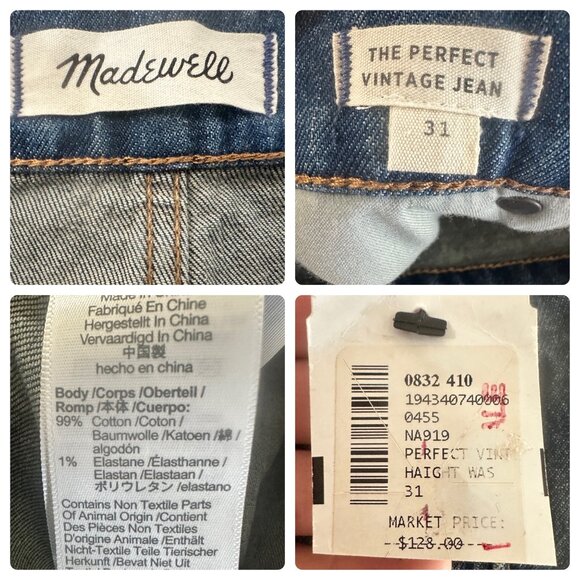 Madewell
THE PERFECT
VINTAGE JEAN
31
Made in China
Fabriqué En Chine
Hergestellt In China
Vervaardigd In China
中国製
hecho en china
Body /Corps /Oberteil /
Romp /本体 /Cuerpo:
99% Cotton /Coton /
Baumwolle /Katoen /綿 /
algodón
1% Elastane /Élasthanne /
Elastan /Elastaan /
ポリウレタン /elastano
Contains Non Textile Parts
Of Animal Origin /Contient
Des Pièces Non Textiles
D'origine Animale /Enthält
Nicht-Textile Teile Tierischer
Herkunft /Bevat Niet Uit
0832 410
194340740006
0455
NA919
PERFECT VINT
HAIGHT WAS
31
MARKET PRICE:
$128.00